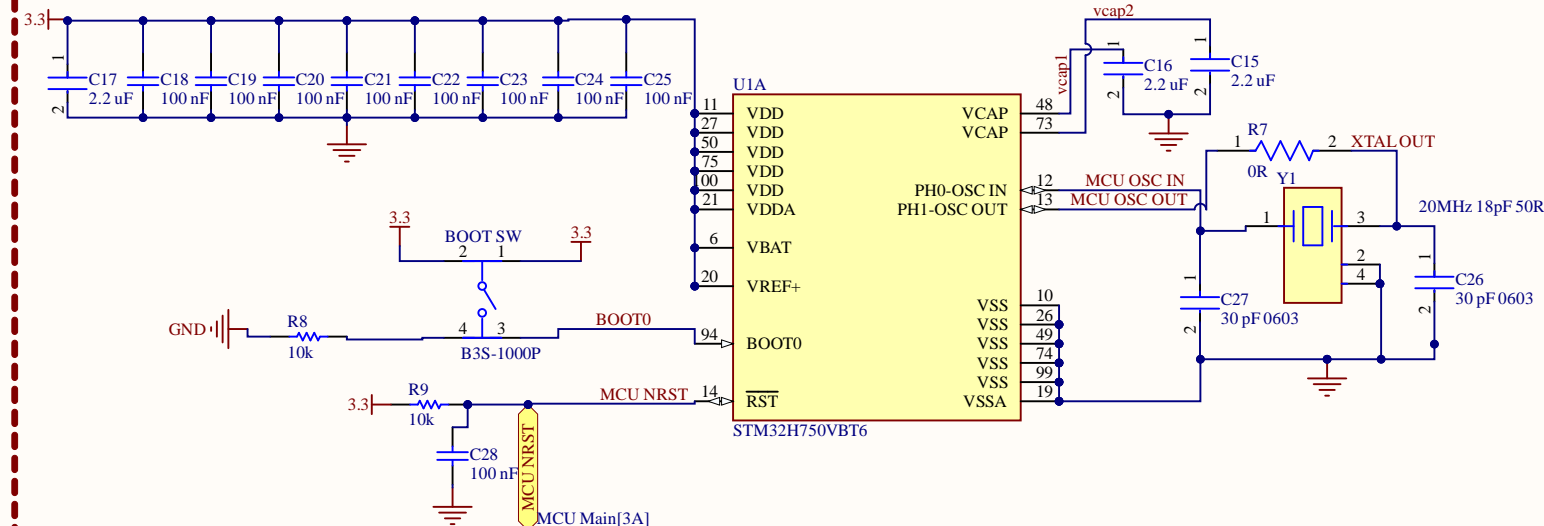 vcap2
3.3
1
C17
2.2 uF
2
C18
100 nF
C19
100 nF
C20
100 nF
C21
100 nF
C22
100 nF
C23
100 nF
C24
100 nF
C25
100 nF
vcap1
1
C16
2.2 uF
2
1
C15
2.2 uF
2
U1A
11 VDD
27 VDD
50 VDD
75 VDD
00 VDD
21 VDDA
6 VBAT
20 VREF+
94 BOOT0
14 RST
VCAP 48
VCAP 73
PH0-OSC IN 12
PH1-OSC OUT 13
VSS 10
VSS 26
VSS 49
VSS 74
VSS 99
VSSA 19
STM32H750VBT6
MCU OSC IN
MCU OSC OUT
R7
1 2
0R
XTAL OUT
Y1
1 3
2
4
20MHz 18pF 50R
1
C27
30 pF 0603
2
1
C26
30 pF 0603
2
3.3
BOOT SW
3.3
2 1
4 3
B3S-1000P
GND
R8
10k
BOOT0
3.3
R9
10k
MCU NRST
C28
100 nF
MCU NRST
MCU Main[3A]